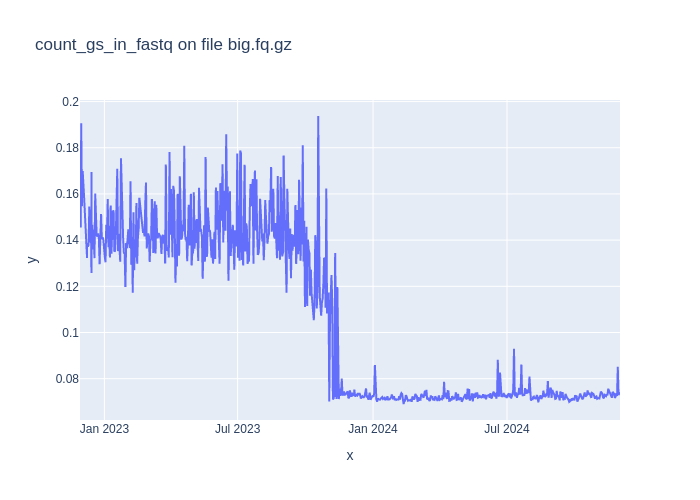 count_gs_in_fastq on file big.fq.gz
0.2
0.18
0.16
0.14
0.12
0.1
0.08
y
Jan 2023
Jul 2023
Jan 2024
Jul 2024
x